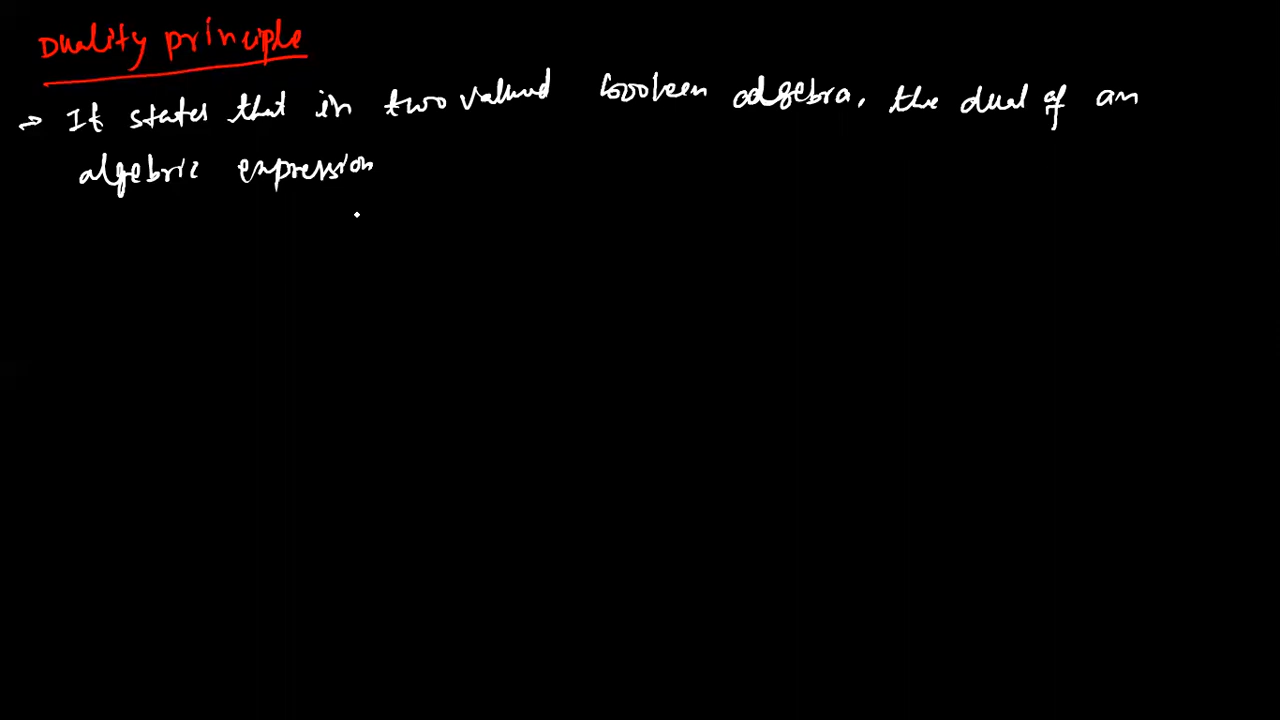 Duality principle
→ It states that in two valued boolean algebra, the dual of an
algebric expression